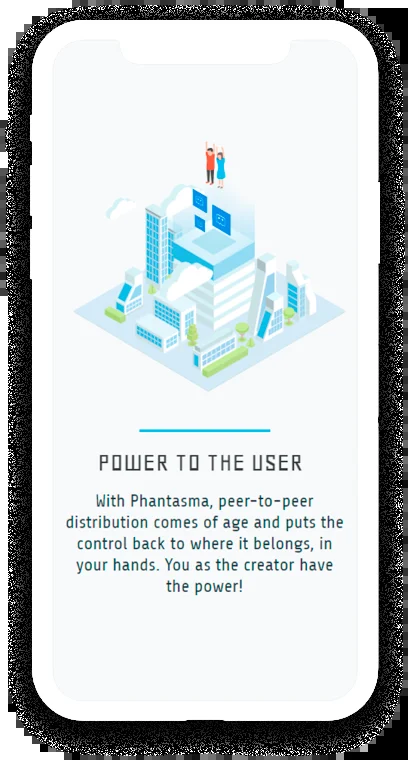 POWER TO THE USER
With Phantasma, peer-to-peer
distribution comes of age and puts the
control back to where it belongs, in
your hands. You as the creator have
the power!